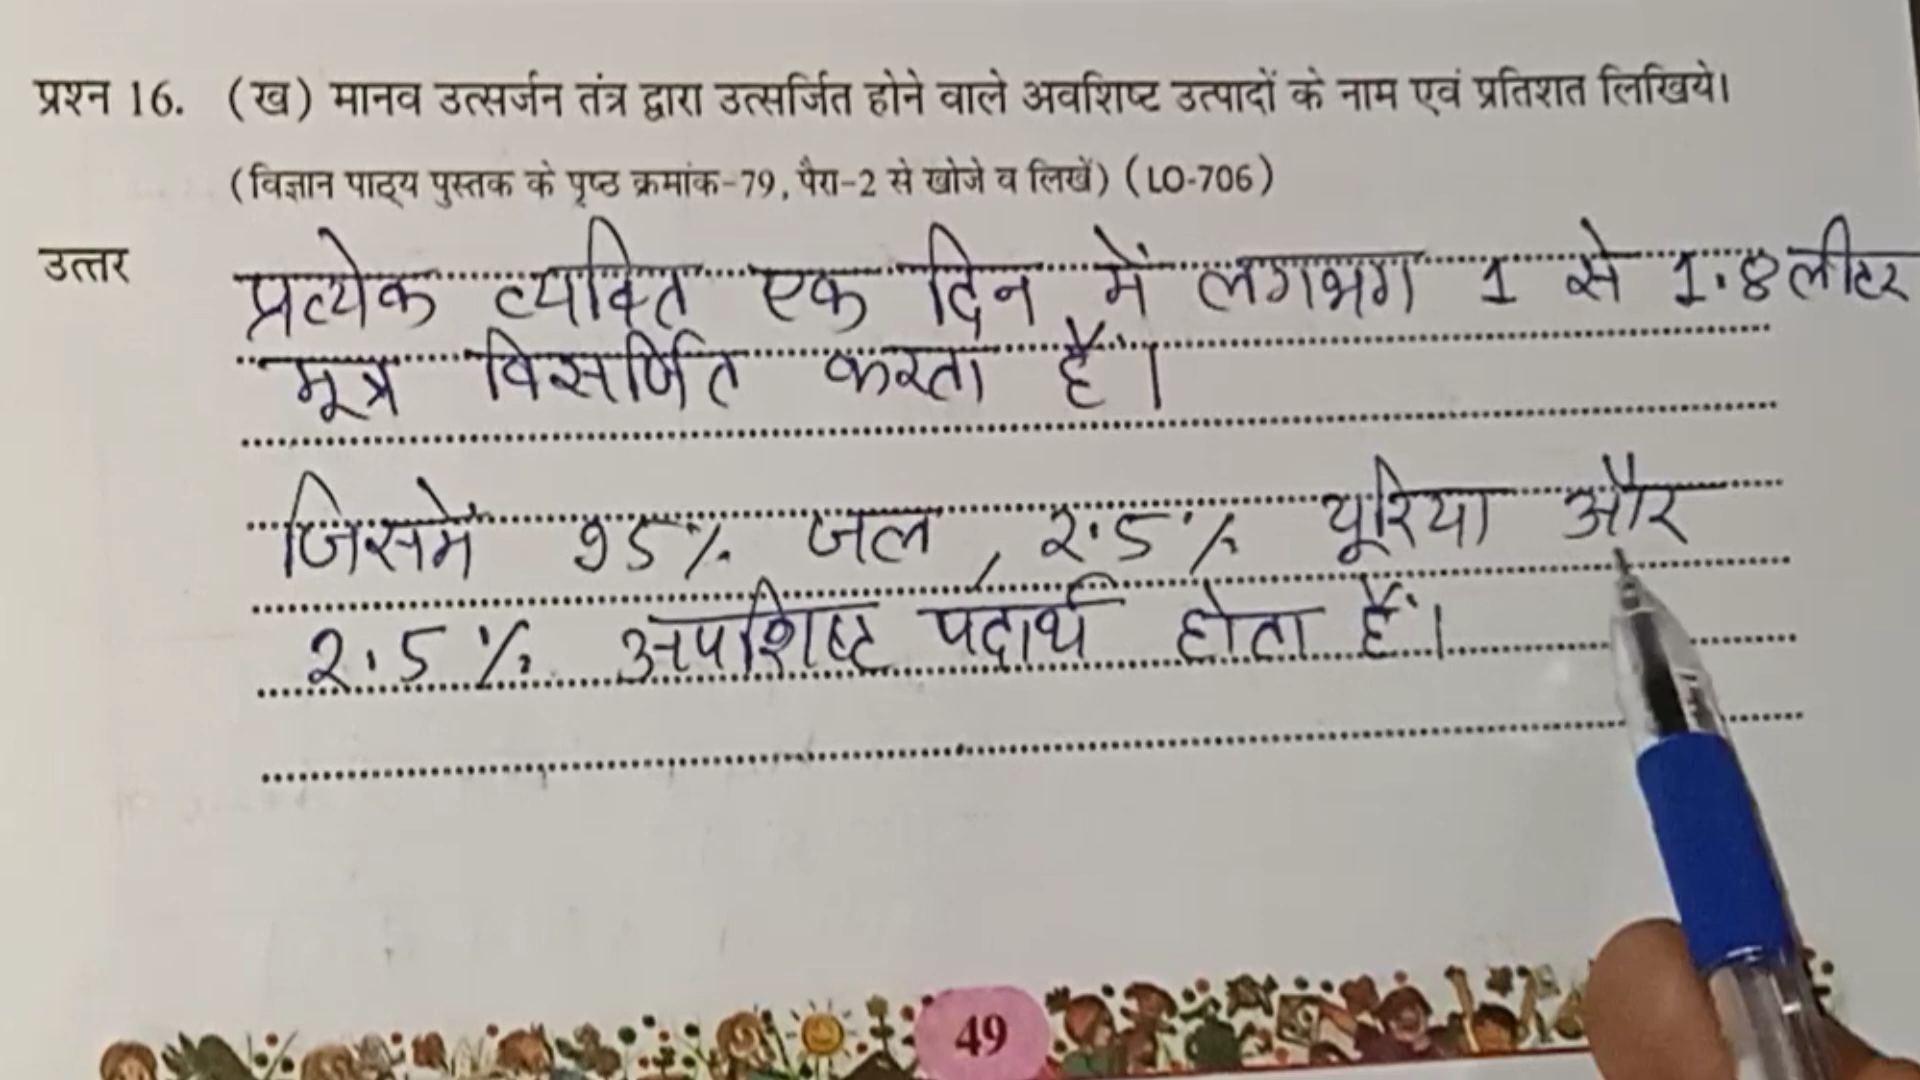 प्रश्न 16. (ख) मानव उत्सर्जन तंत्र द्वारा उत्सर्जित होने वाले अवशिष्ट उत्पादों के नाम एवं प्रतिशत लिखिये।
(विज्ञान पाठ्य पुस्तक के पृष्ठ क्रमांक-79, पैरा-2 से खोजे व लिखें) (LO-706)
उत्तर प्रत्येक व्यक्ति एक दिन में लगभग 1 से 1.8 लीटर
मूत्र विसर्जित करता है।
जिसमें 95% जल, 2.5% यूरिया और
2.5% अपशिष्ट पदार्थ होता हैं।
49